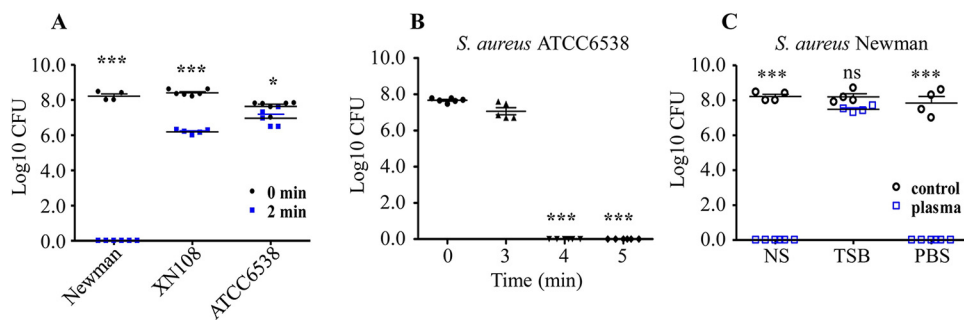 A
***
***
*
10.0
8.0
6.0
4.0
2.0
0.0
Log10 CFU
0 min
2 min
Newman
XN108
ATCC6538
B
S. aureus ATCC6538
10.0
8.0
6.0
4.0
2.0
0.0
Log10 CFU
***
***
0
3
4
5
Time (min)
C
S. aureus Newman
***
ns
***
10.0
8.0
6.0
4.0
2.0
0.0
Log10 CFU
control
plasma
NS
TSB
PBS